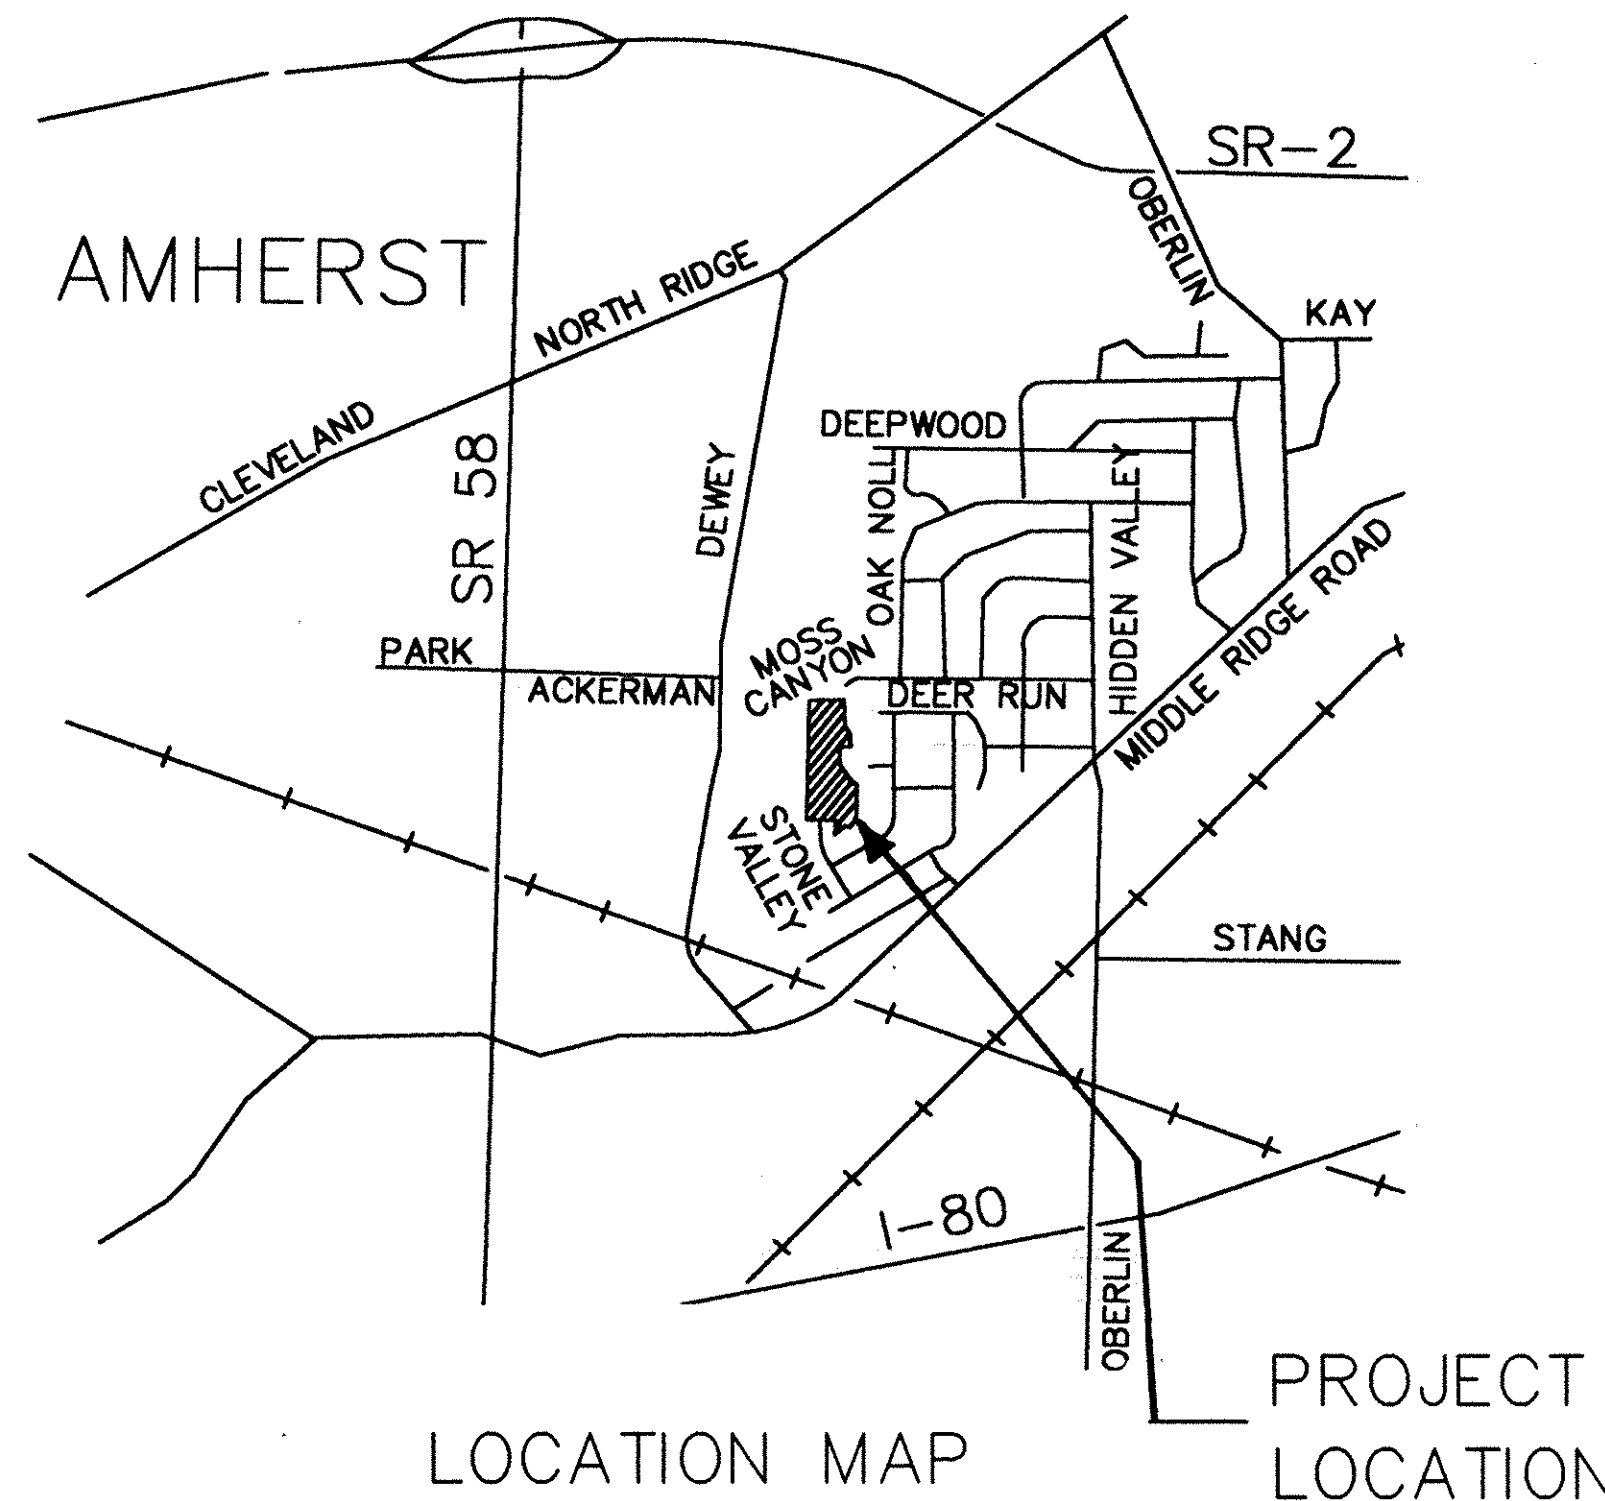 SR-2
OBERLIN
AMHERST
NORTH RIDGE
KAY
CLEVELAND
DEEPWOOD
SR 58
DEWEY
OAK NOLL
HIDDEN VALLEY
MIDDLE RIDGE ROAD
PARK
ACKERMAN
MOSS
CANYON
DEER RUN
STONE
VALLEY
STANG
I-80
OBERLIN
PROJECT
LOCATION
LOCATION MAP